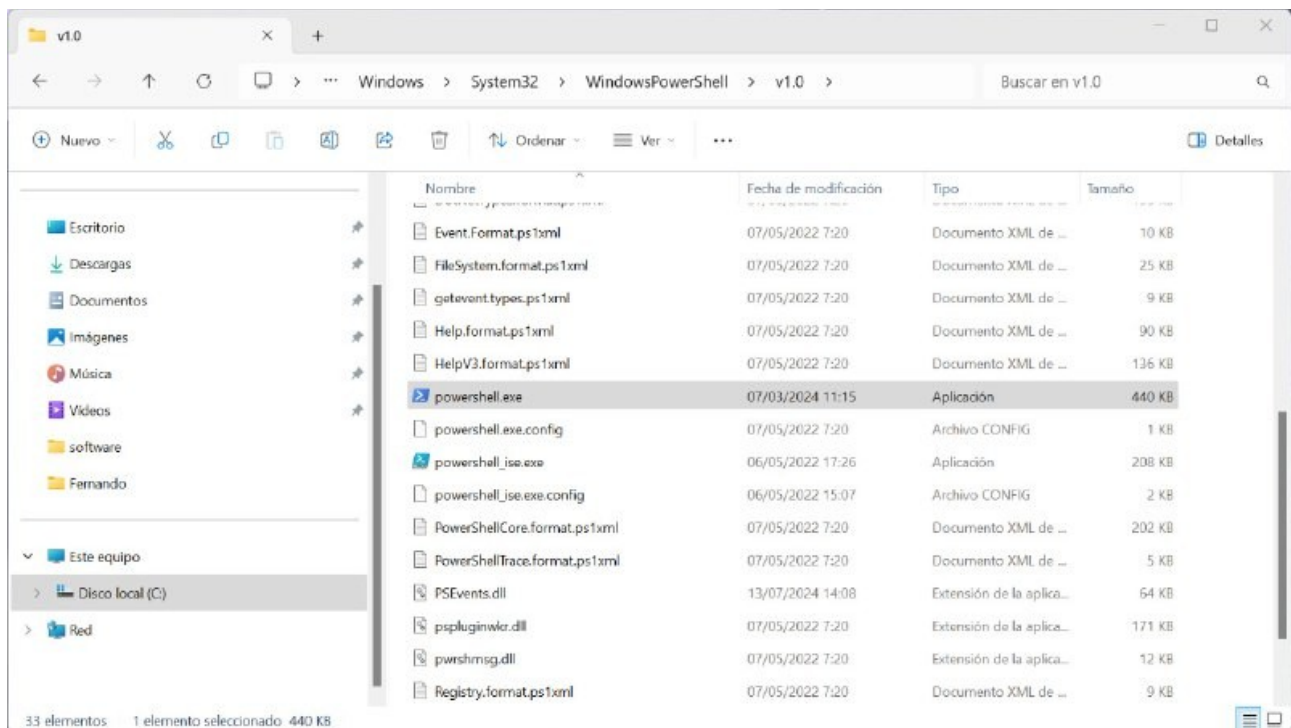 v1.0
Windows > System32 > WindowsPowerShell > v1.0 > Buscar en v1.0
Nuevo Ordenar Ver ... Detalles
Nombre Fecha de modificación Tipo Tamaño
Escritorio
Descargas
Documentos
Imágenes
Música
Vídeos
software
Fernando
Este equipo
Disco local (C:)
Red
Event.Format.ps1xml 07/05/2022 7:20 Documento XML de ... 10 KB
FileSystem.format.ps1xml 07/05/2022 7:20 Documento XML de ... 25 KB
getevent.types.ps1xml 07/05/2022 7:20 Documento XML de ... 9 KB
Help.format.ps1xml 07/05/2022 7:20 Documento XML de ... 90 KB
HelpV3.format.ps1xml 07/05/2022 7:20 Documento XML de ... 136 KB
powershell.exe 07/03/2024 11:15 Aplicación 440 KB
powershell.exe.config 07/05/2022 7:20 Archivo CONFIG 1 KB
powershell_ise.exe 06/05/2022 17:26 Aplicación 208 KB
powershell_ise.exe.config 06/05/2022 15:07 Archivo CONFIG 2 KB
PowerShellCore.format.ps1xml 07/05/2022 7:20 Documento XML de ... 202 KB
PowerShellTrace.format.ps1xml 07/05/2022 7:20 Documento XML de ... 5 KB
PSEvents.dll 13/07/2024 14:08 Extensión de la aplica... 64 KB
pspluginwkr.dll 07/05/2022 7:20 Extensión de la aplica... 171 KB
pwrshmsg.dll 07/05/2022 7:20 Extensión de la aplica... 12 KB
Registry.format.ps1xml 07/05/2022 7:20 Documento XML de ... 9 KB
33 elementos 1 elemento seleccionado 440 KB